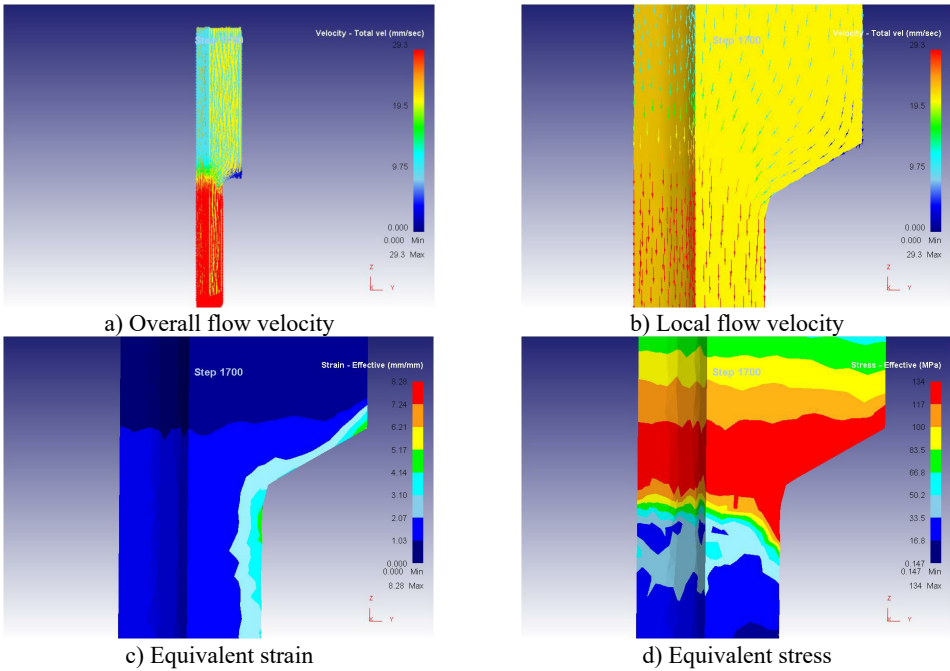 Velocity - Total vel (mm/sec)
Step 1700
29.3
19.5
9.75
0.000
0.000 Min
29.3 Max
Z
X Y
a) Overall flow velocity
Velocity - Total vel (mm/sec)
Step 1700
29.3
19.5
9.75
0.000
0.000 Min
29.3 Max
Z
X Y
b) Local flow velocity
Strain - Effective (mm/mm)
Step 1700
8.28
7.24
6.21
5.17
4.14
3.10
2.07
1.03
0.000
0.000 Min
8.28 Max
Z
X Y
c) Equivalent strain
Stress - Effective (MPa)
Step 1700
134
117
100
83.5
66.8
50.2
33.5
16.8
0.147
0.147 Min
134 Max
Z
X Y
d) Equivalent stress